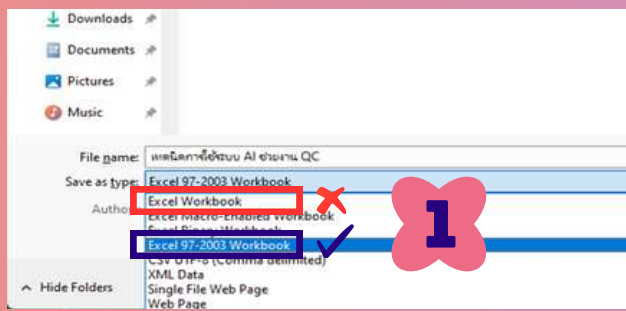 Downloads
Documents
Pictures
Music
File name: เทคนิคการใช้ระบบ AI ช่วยงาน QC
Save as type: Excel 97-2003 Workbook
Excel Workbook
Author
Excel Macro-Enabled Workbook
Excel Binary Workbook
Excel 97-2003 Workbook
CSV UTF-8 (Comma delimited)
XML Data
Hide Folders
Single File Web Page
Web Page
1